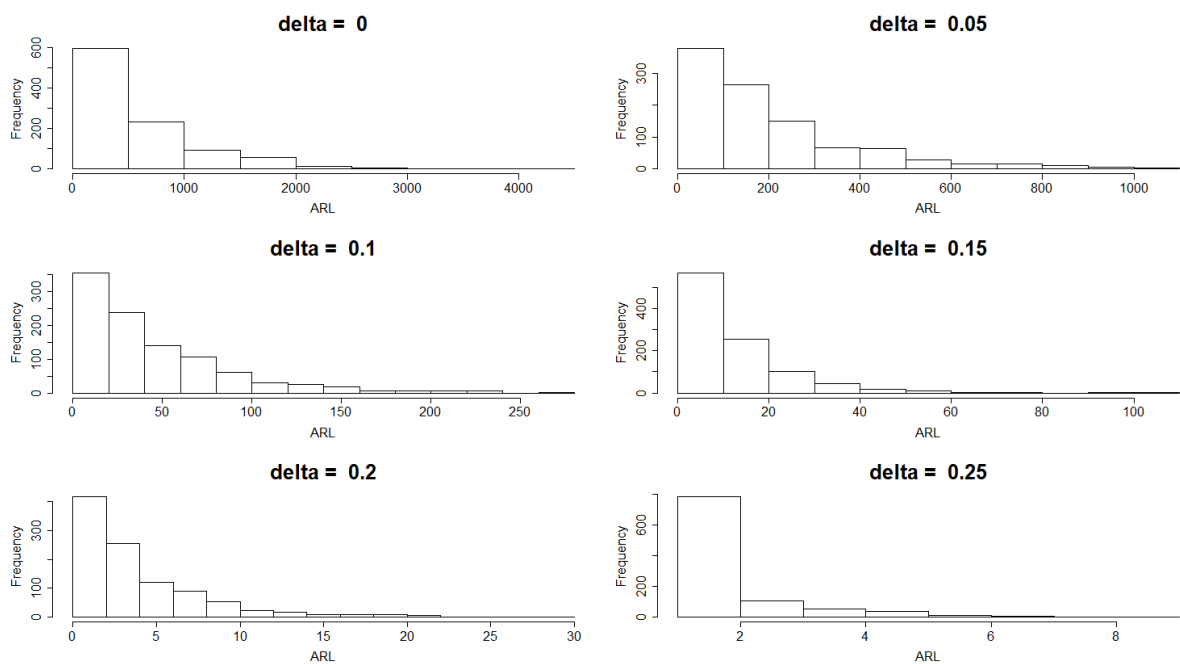 delta =  0
Frequency
0 200 400 600
0 1000 2000 3000 4000
ARL
delta =  0.05
Frequency
0 100 300
0 200 400 600 800 1000
ARL
delta =  0.1
Frequency
0 100 200 300
0 50 100 150 200 250
ARL
delta =  0.15
Frequency
0 200 400
0 20 40 60 80 100
ARL
delta =  0.2
Frequency
0 100 300
0 5 10 15 20 25 30
ARL
delta =  0.25
Frequency
0 200 600
2 4 6 8
ARL